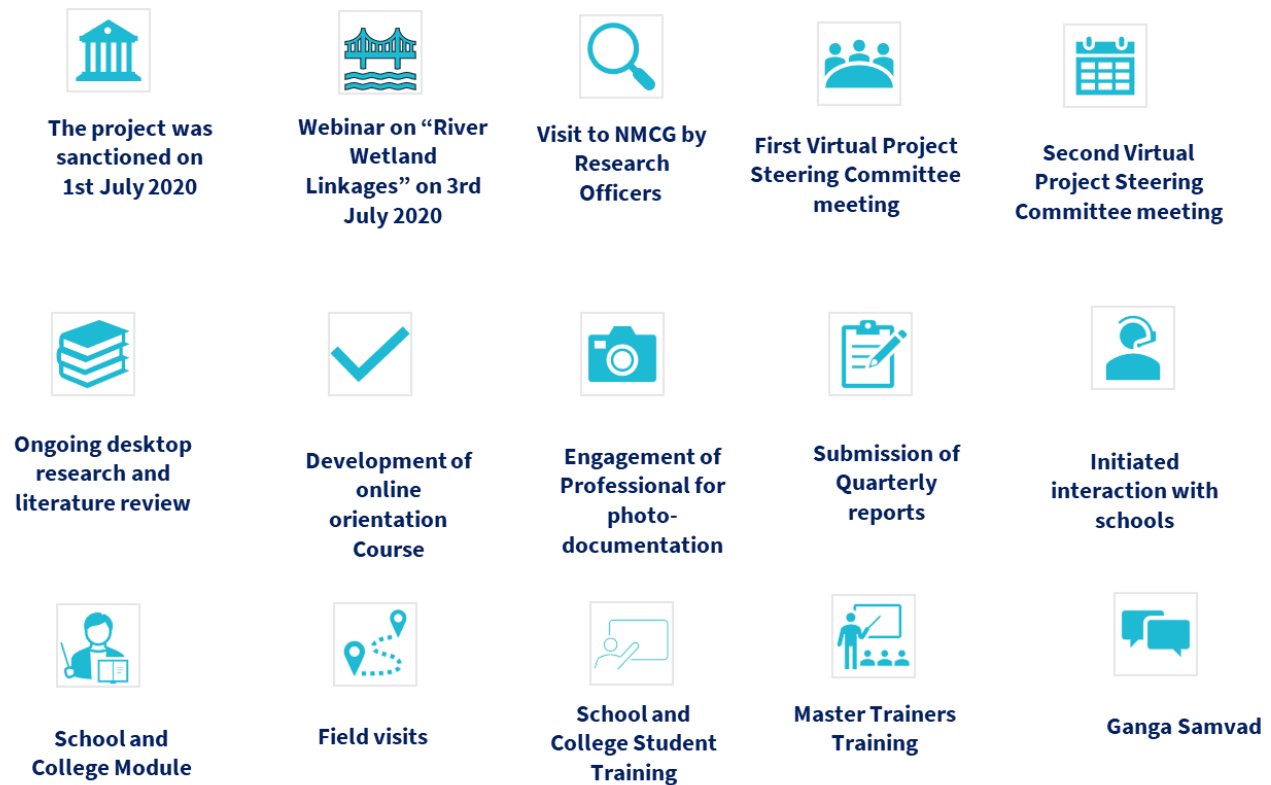 The project was
sanctioned on
1st July 2020
Webinar on “River
Wetland
Linkages” on 3rd
July 2020
Visit to NMCG by
Research
Officers
First Virtual Project
Steering Committee
meeting
Second Virtual
Project Steering
Committee meeting
Ongoing desktop
research and
literature review
Development of
online
orientation
Course
Engagement of
Professional for
photo-
documentation
Submission of
Quarterly
reports
Initiated
interaction with
schools
School and
College Module
Field visits
School and
College Student
Training
Master Trainers
Training
Ganga Samvad